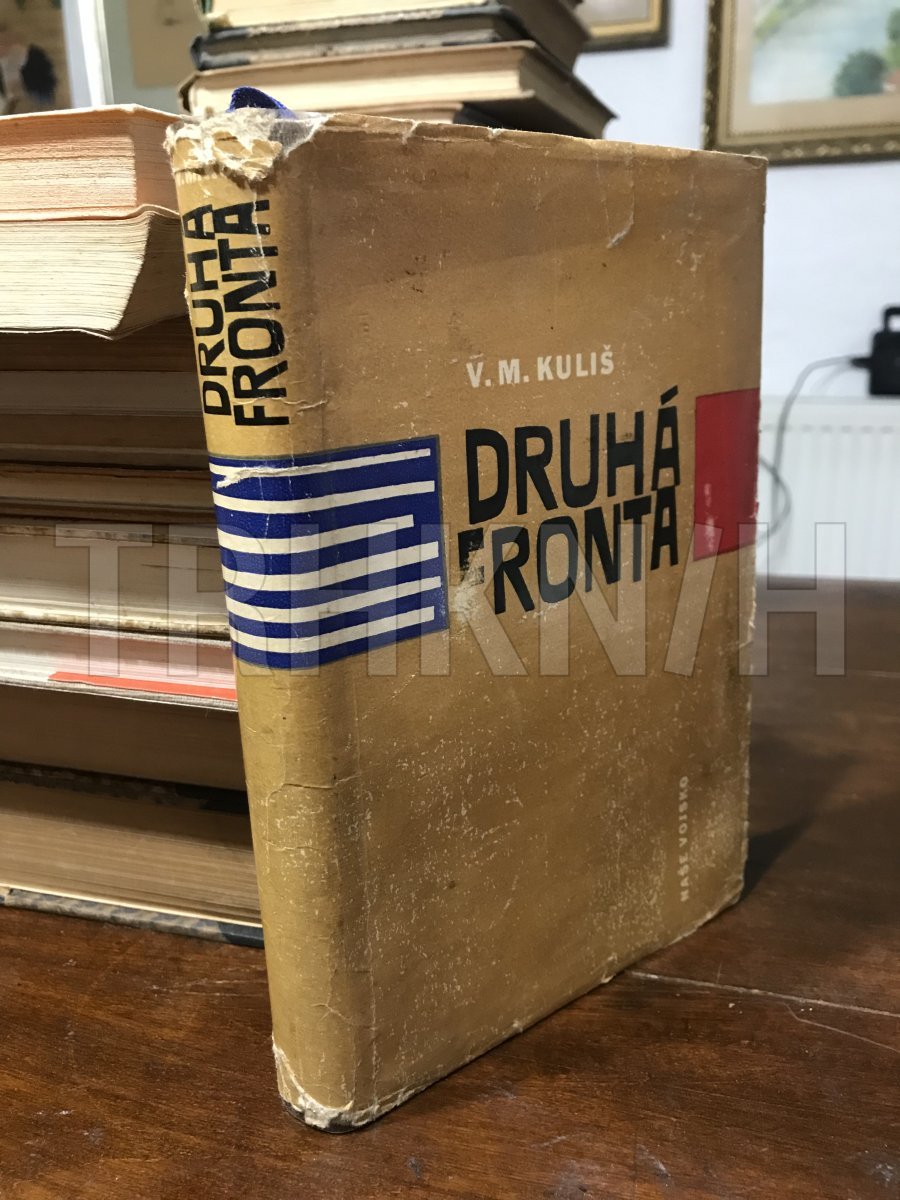 DRUHÁ
FRONTA
V. M. KULIŠ
DRUHÁ
FRONTA
NAŠE VOJSKO
TRHKNIH